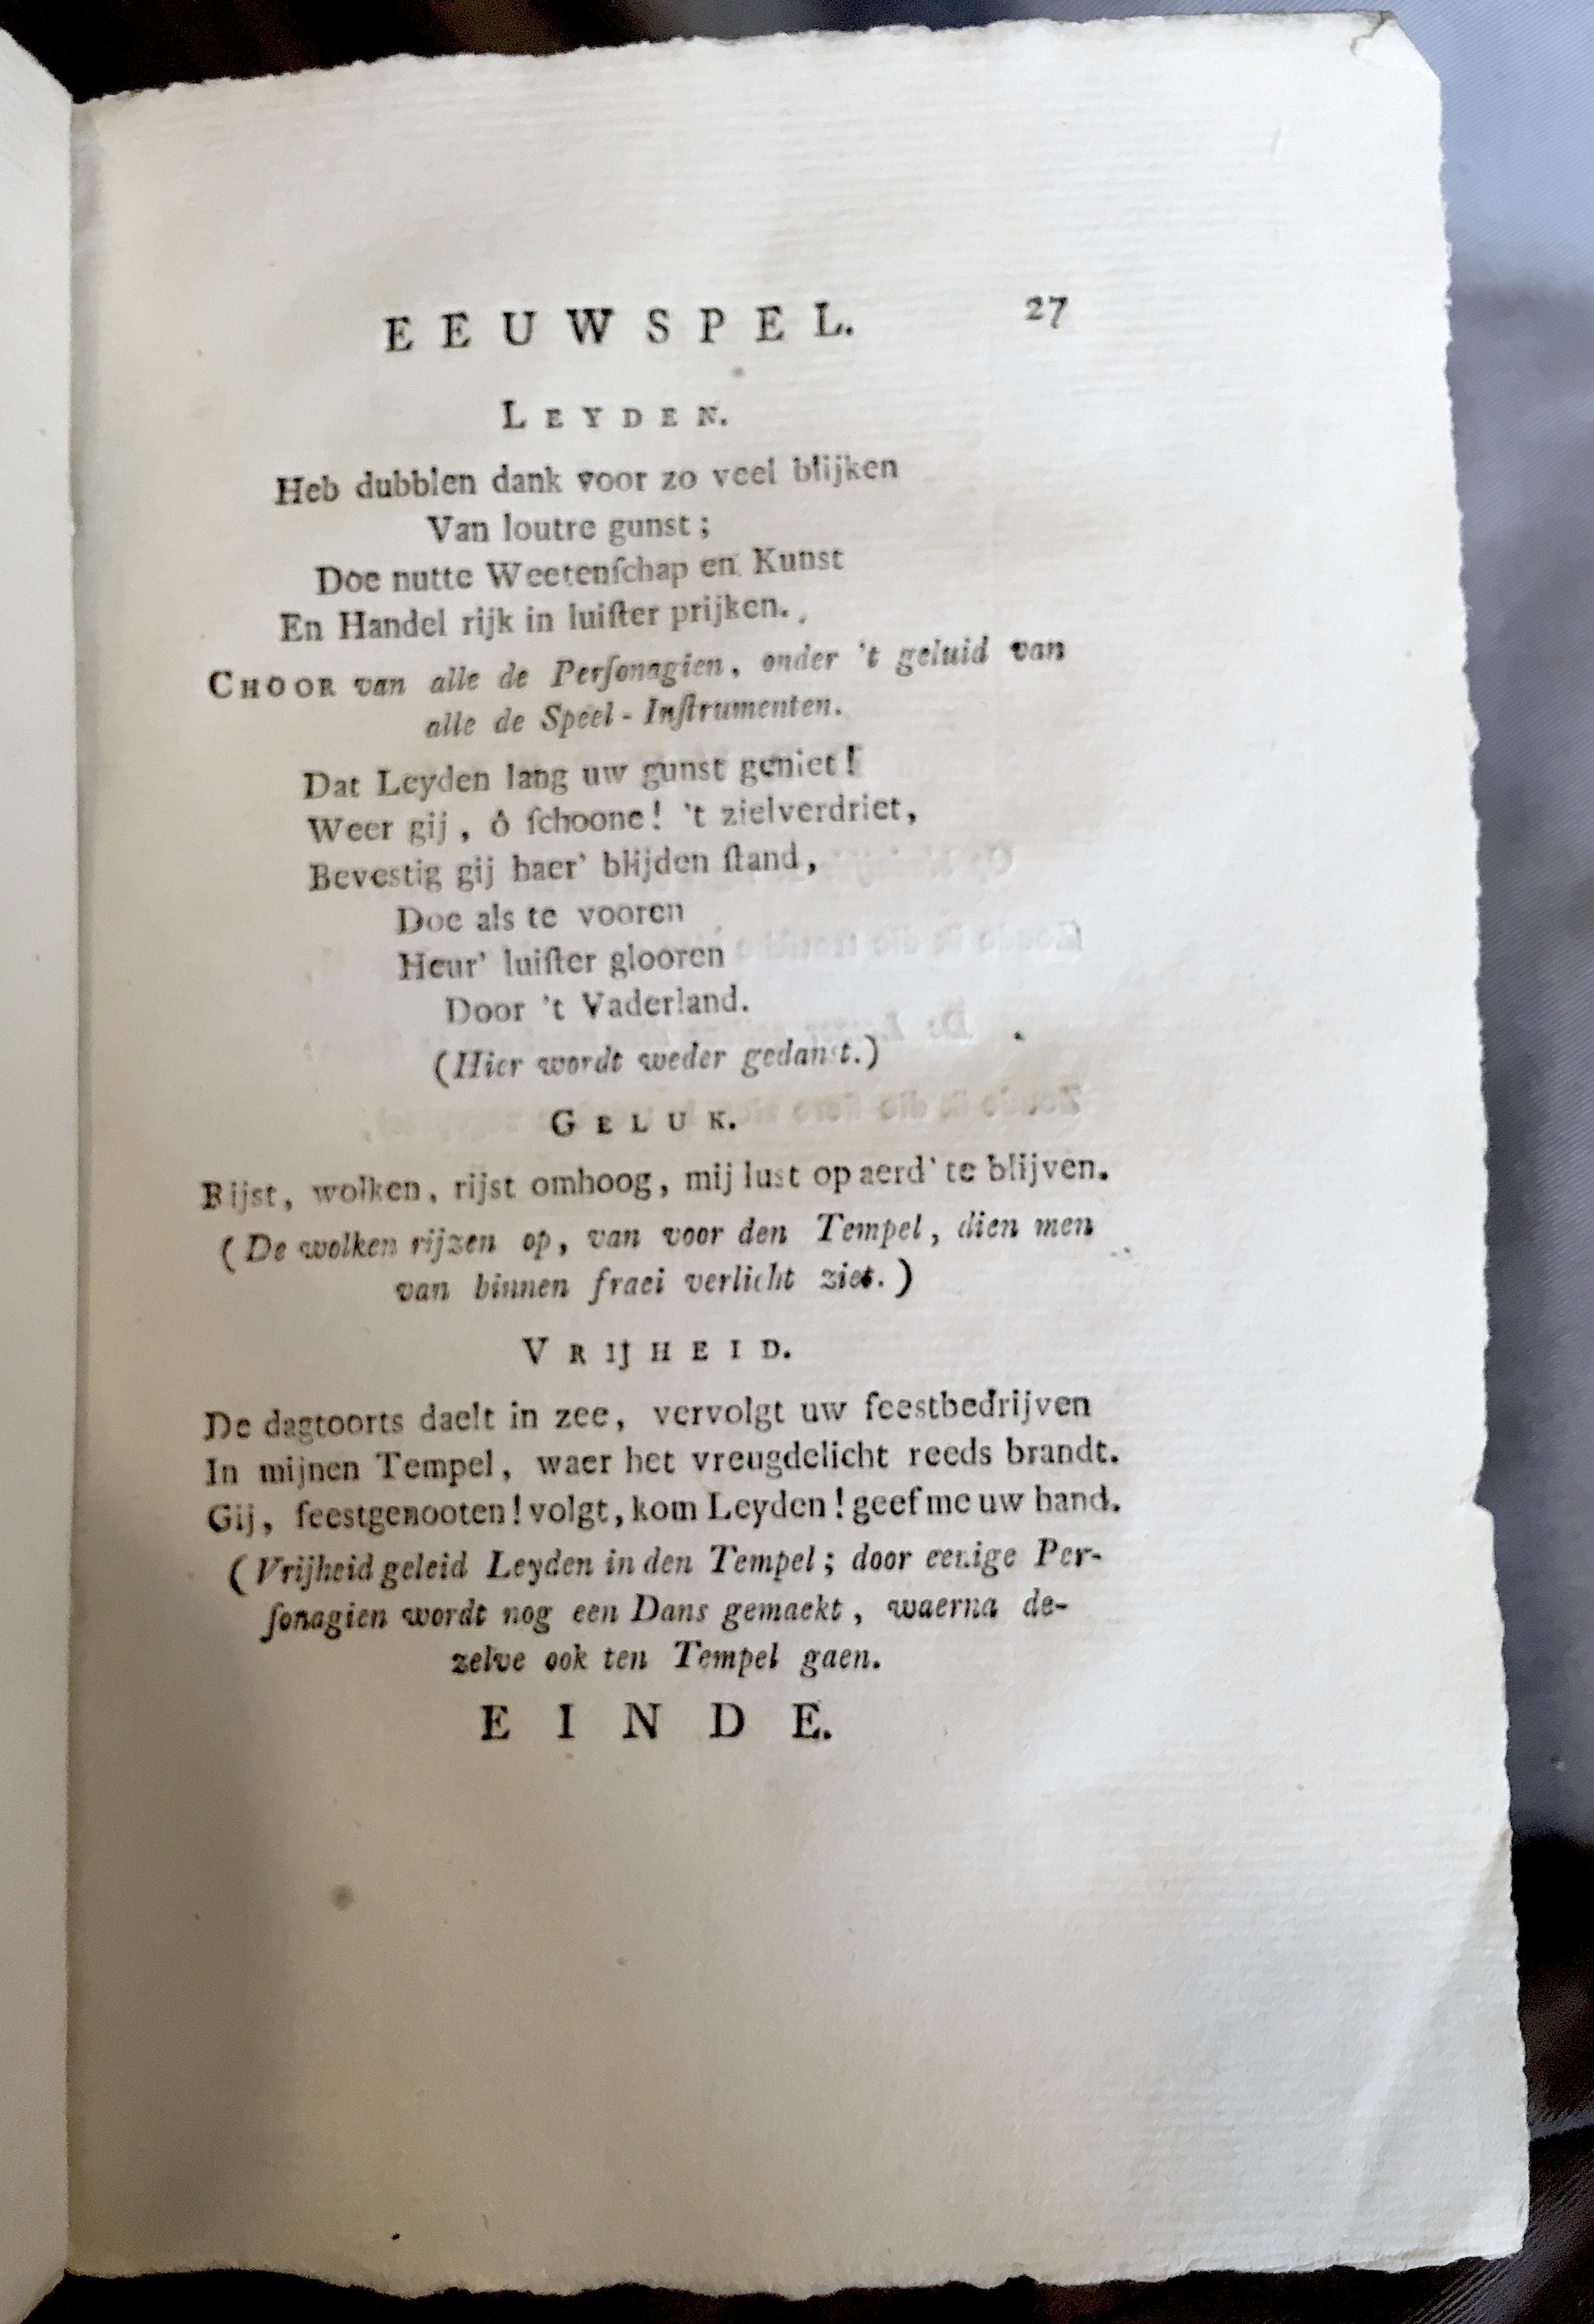 EEUWSPEL. 27
LEYDEN.
Heb dubblen dank voor zo veel blijken
Van loutre gunst;
Doe nutte Weetenſchap en Kunst
En Handel rijk in luiſter prijken.
CHOOR van alle de Perſonagien, onder 't geluid van
alle de Speel-Inſtrumenten.
Dat Leyden lang uw gunst geniet!
Weer gij, ô ſchoone! 't zielverdriet,
Bevestig gij haer' blijden ſtand,
Doe als te vooren
Heur' luiſter glooren
Door 't Vaderland.
(Hier wordt weder gedanst.)
GELUK.
Rijst, wolken, rijst omhoog, mij lust op aerd' te blijven.
(De wolken rijzen op, van voor den Tempel, dien men
van binnen fraei verlicht ziet.)
VRIJHEID.
De dagtoorts daelt in zee, vervolgt uw feestbedrijven
In mijnen Tempel, waer het vreugdelicht reeds brandt.
Gij, feestgenooten! volgt, kom Leyden! geef me uw hand.
(Vrijheid geleid Leyden in den Tempel; door eenige Per-
ſonagien wordt nog een Dans gemaekt, waerna de-
zelve ook ten Tempel gaen.
EINDE.